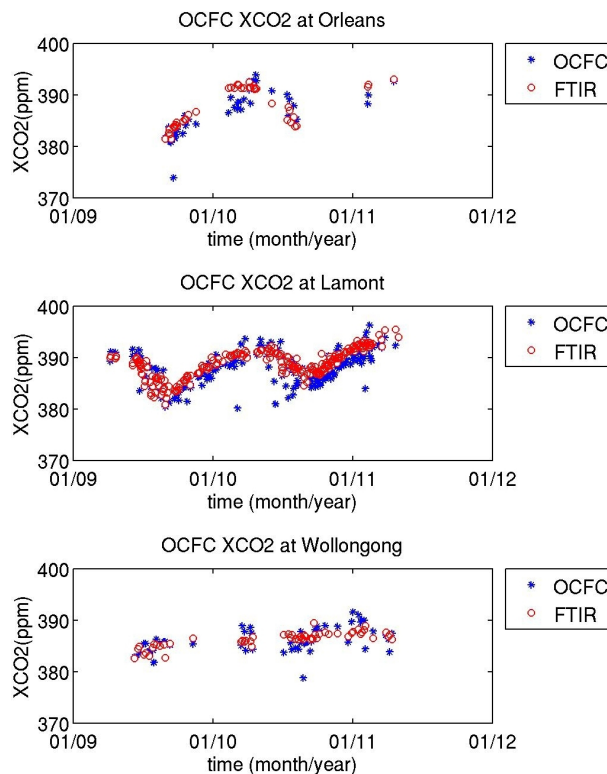 OCFC XCO2 at Orleans
400
390
380
370
XCO2(ppm)
01/09 01/10 01/11 01/12
time (month/year)
OCFC
FTIR
OCFC XCO2 at Lamont
400
390
380
370
XCO2(ppm)
01/09 01/10 01/11 01/12
time (month/year)
OCFC
FTIR
OCFC XCO2 at Wollongong
400
390
380
370
XCO2(ppm)
01/09 01/10 01/11 01/12
time (month/year)
OCFC
FTIR